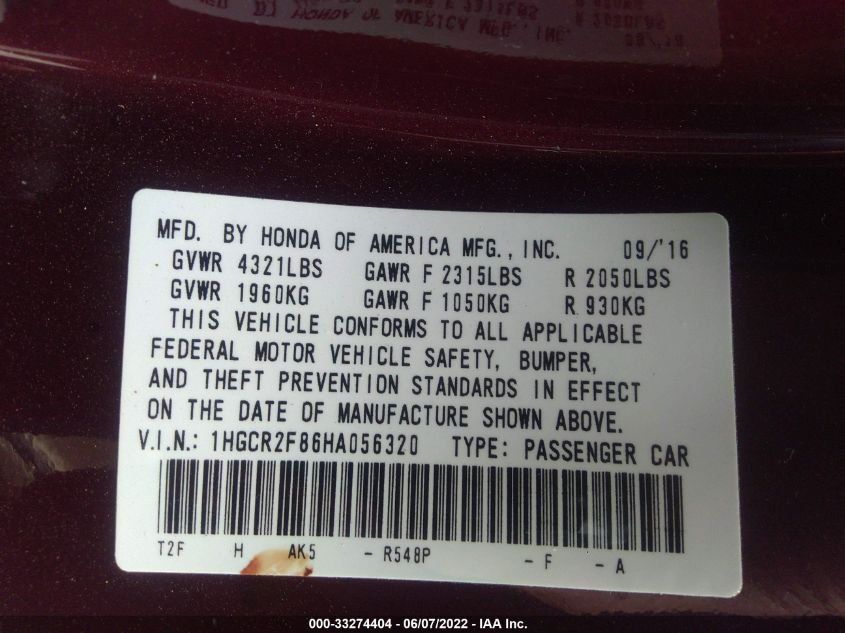 MFD. BY HONDA OF AMERICA MFG., INC. 09/'16
GVWR 4321LBS GAWR F 2315LBS R 2050LBS
GVWR 1960KG GAWR F 1050KG R 930KG
THIS VEHICLE CONFORMS TO ALL APPLICABLE
FEDERAL MOTOR VEHICLE SAFETY, BUMPER,
AND THEFT PREVENTION STANDARDS IN EFFECT
ON THE DATE OF MANUFACTURE SHOWN ABOVE.
V.I.N.: 1HGCR2F86HA056320 TYPE: PASSENGER CAR
T2F H AK5 - R548P - F - A
000-33274404 - 06/07/2022 - IAA Inc.